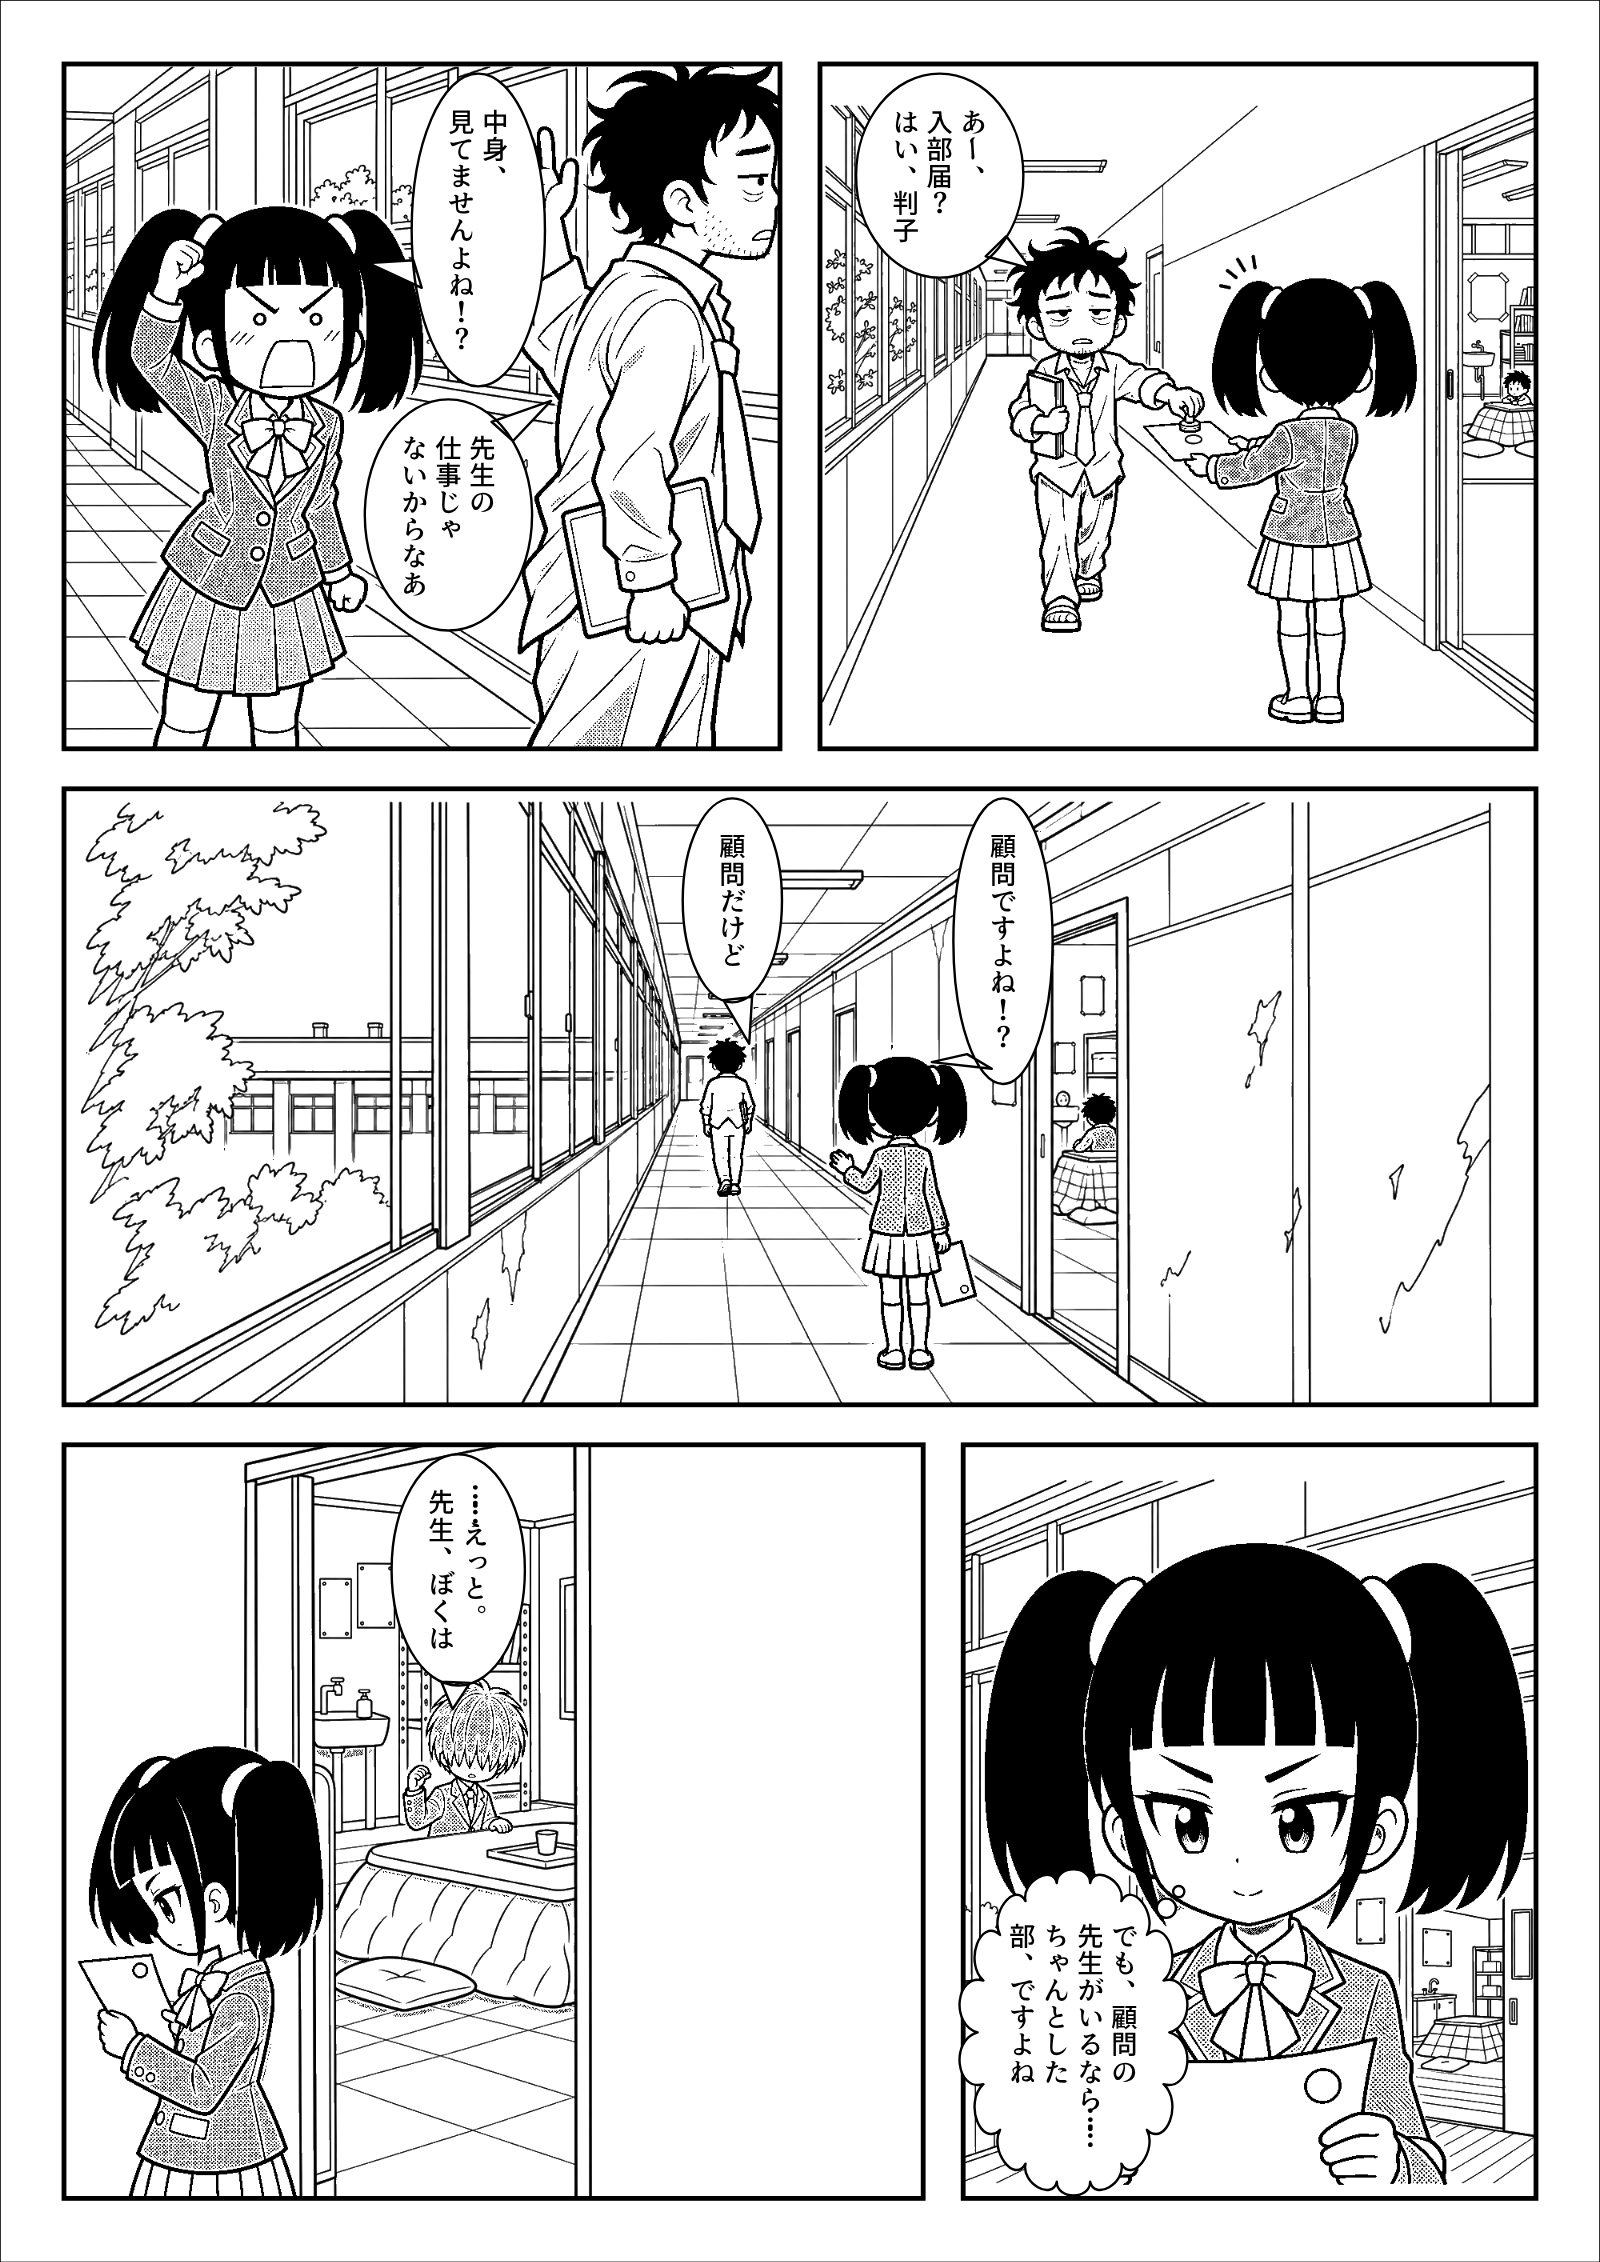 あー、
入部届？
はい、判子
中身、
見てませんよね！？
先生の
仕事じゃ
ないからなあ
顧問ですよね！？
顧問だけど
でも、顧問の
先生がいるなら……
ちゃんとした
部、ですよね
……えっと。
先生、ぼくは